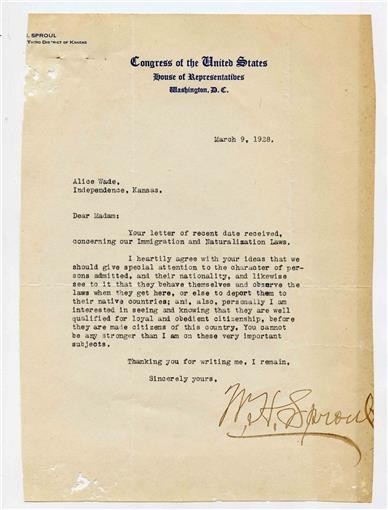 . SPROUL
THIRD DISTRICT OF KANSAS
Congress of the United States
House of Representatives
Washington, D. C.
March 9, 1928.
Alice Wade,
Independence, Kansas.
Dear Madam:
Your letter of recent date received,
concerning our Immigration and Naturalization Laws.
I heartily agree with your ideas that we
should give special attention to the character of per-
sons admitted, and their nationality, and likewise
see to it that they behave themselves and observe the
laws when they get here, or else to deport them to
their native countries; and, also, personally I am
interested in seeing and knowing that they are well
qualified for loyal and obedient citizenship, before
they are made citizens of this country. You cannot
be any stronger than I am on these very important
subjects.
Thanking you for writing me, I remain,
Sincerely yours,
W. H. Sproul